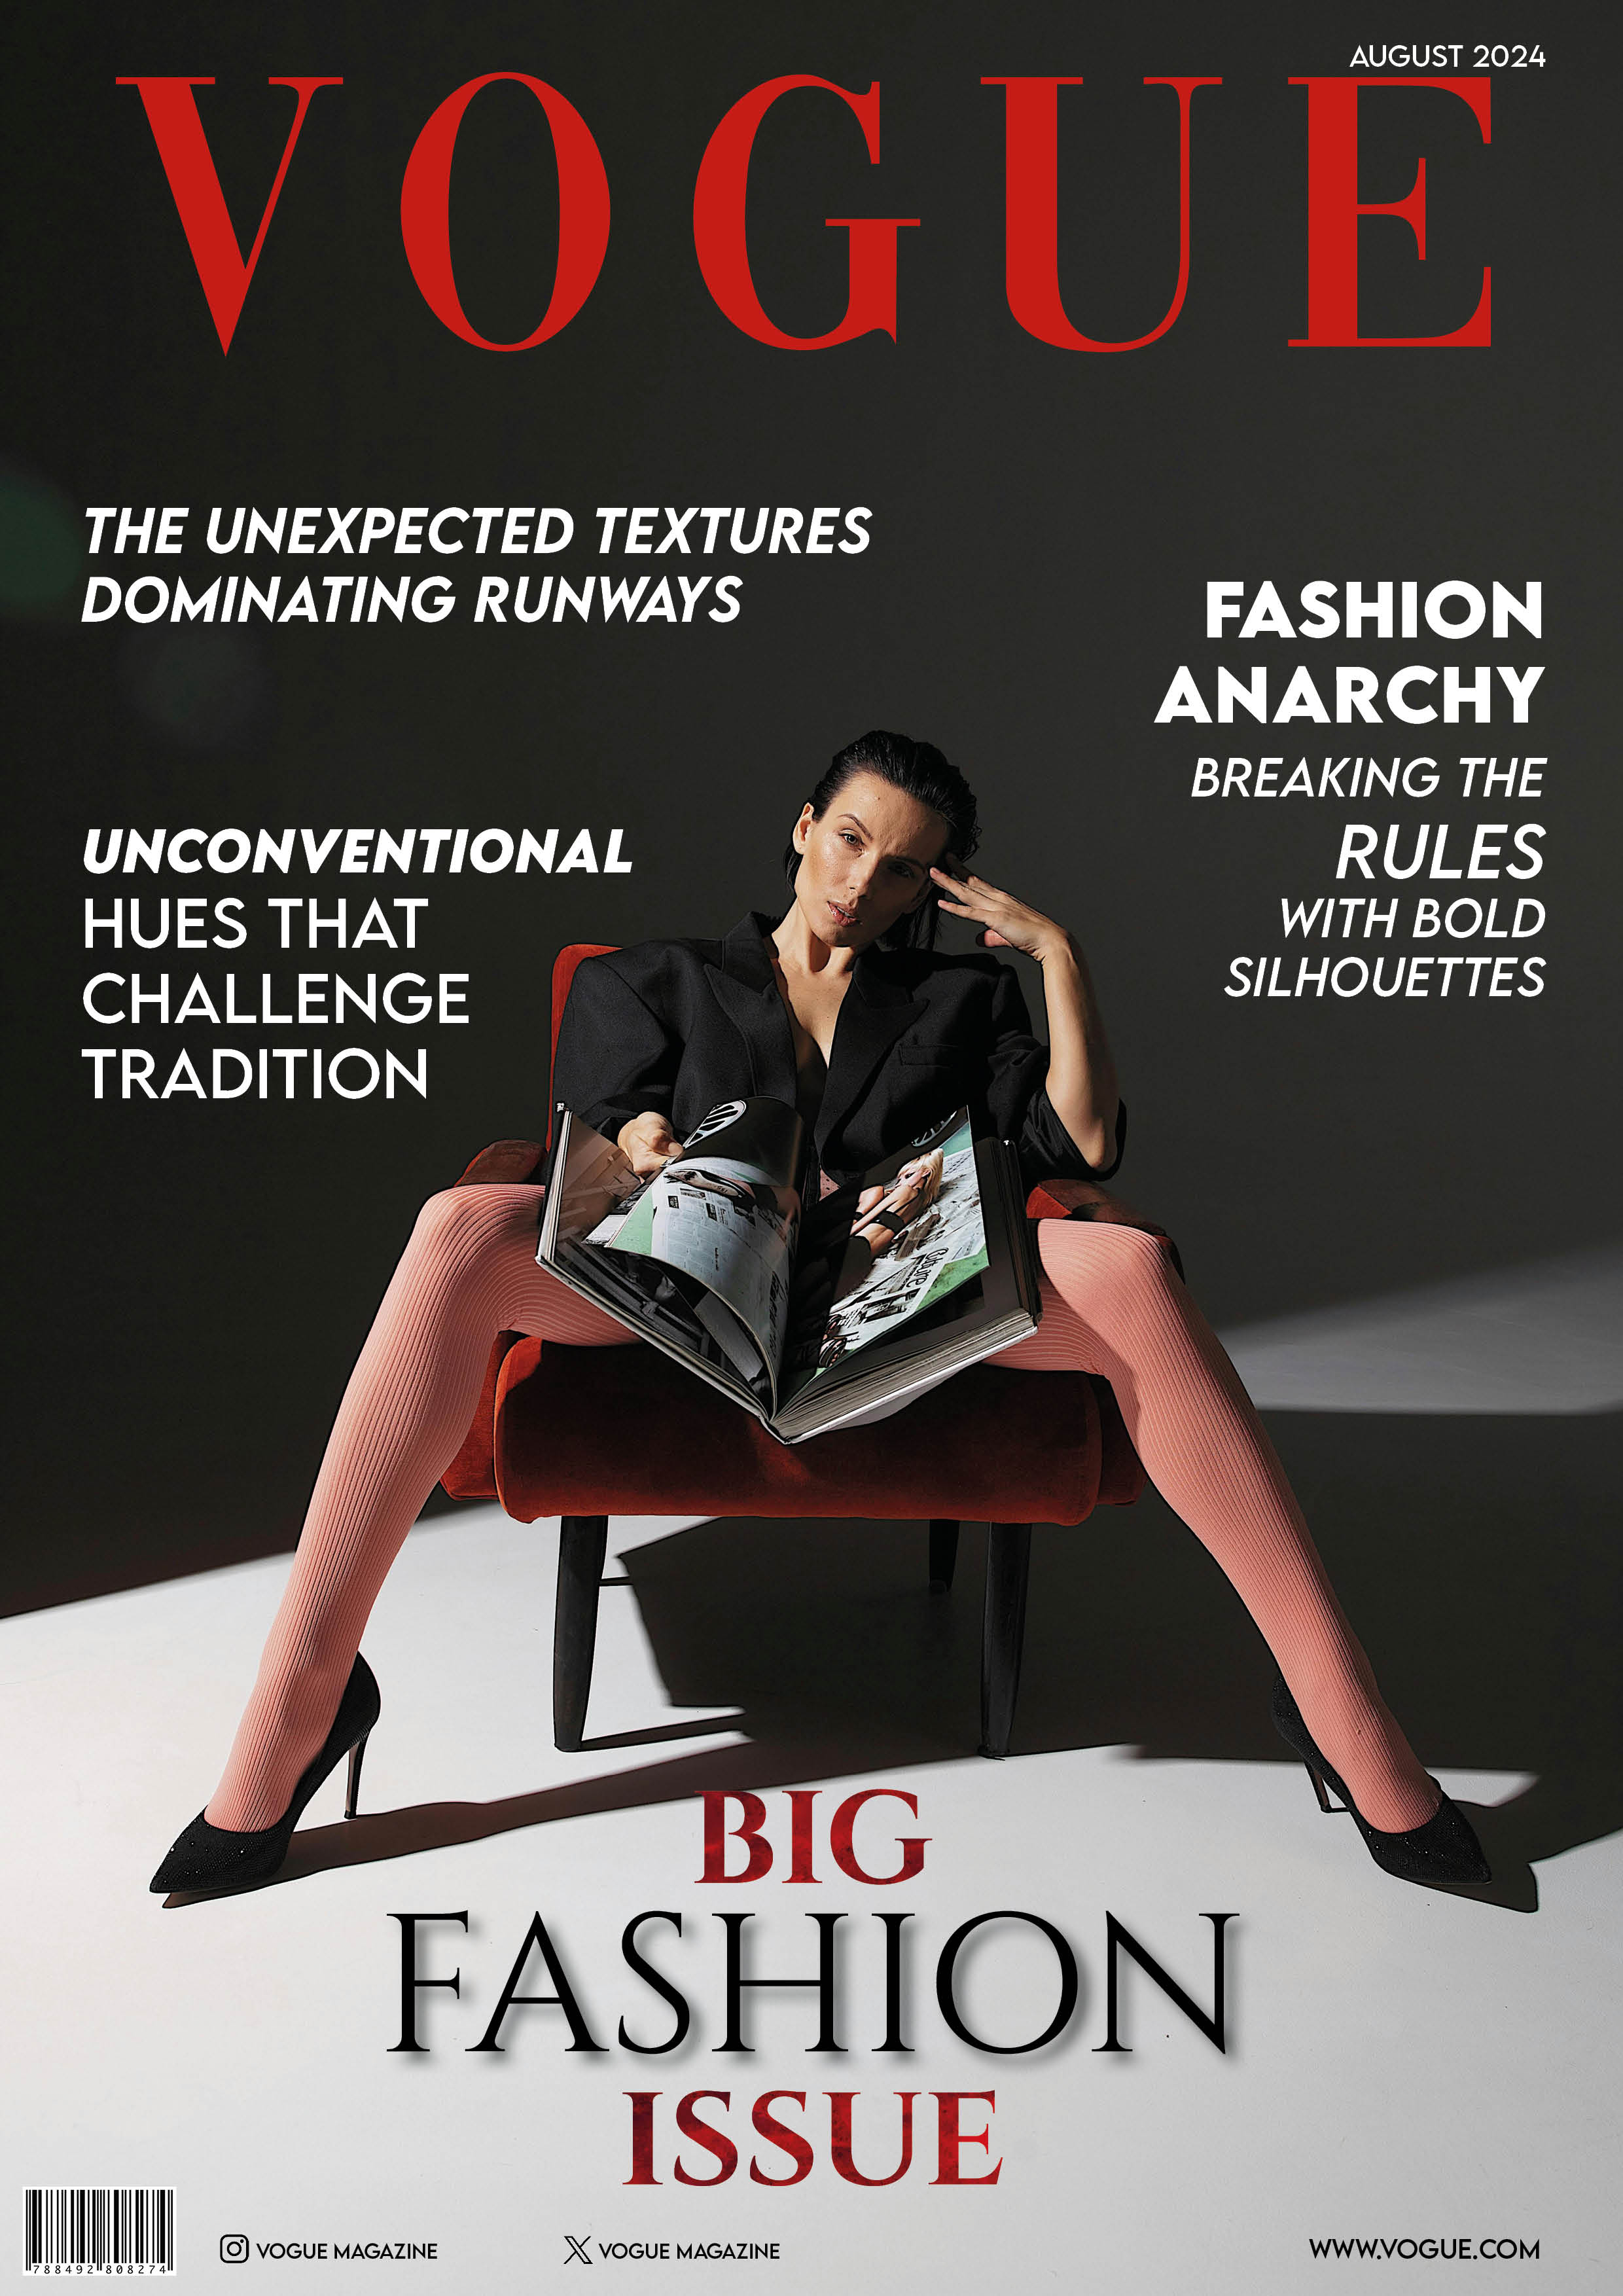 AUGUST 2024
VOGUE
THE UNEXPECTED TEXTURES
DOMINATING RUNWAYS
FASHION
ANARCHY
BREAKING THE
RULES
WITH BOLD
SILHOUETTES
UNCONVENTIONAL
HUES THAT
CHALLENGE
TRADITION
BIG
FASHION
ISSUE
788492 808274
VOGUE MAGAZINE
VOGUE MAGAZINE
WWW.VOGUE.COM